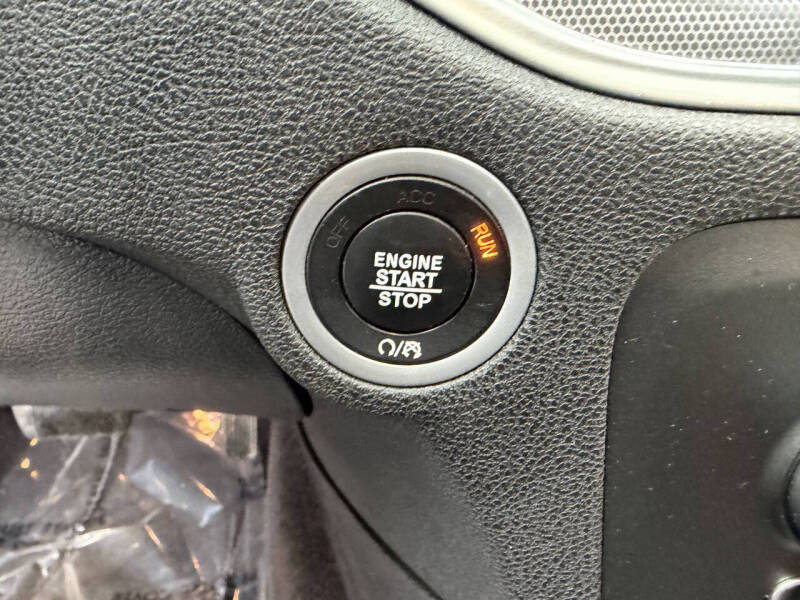 ACC
OFF
RUN
ENGINE
START
STOP